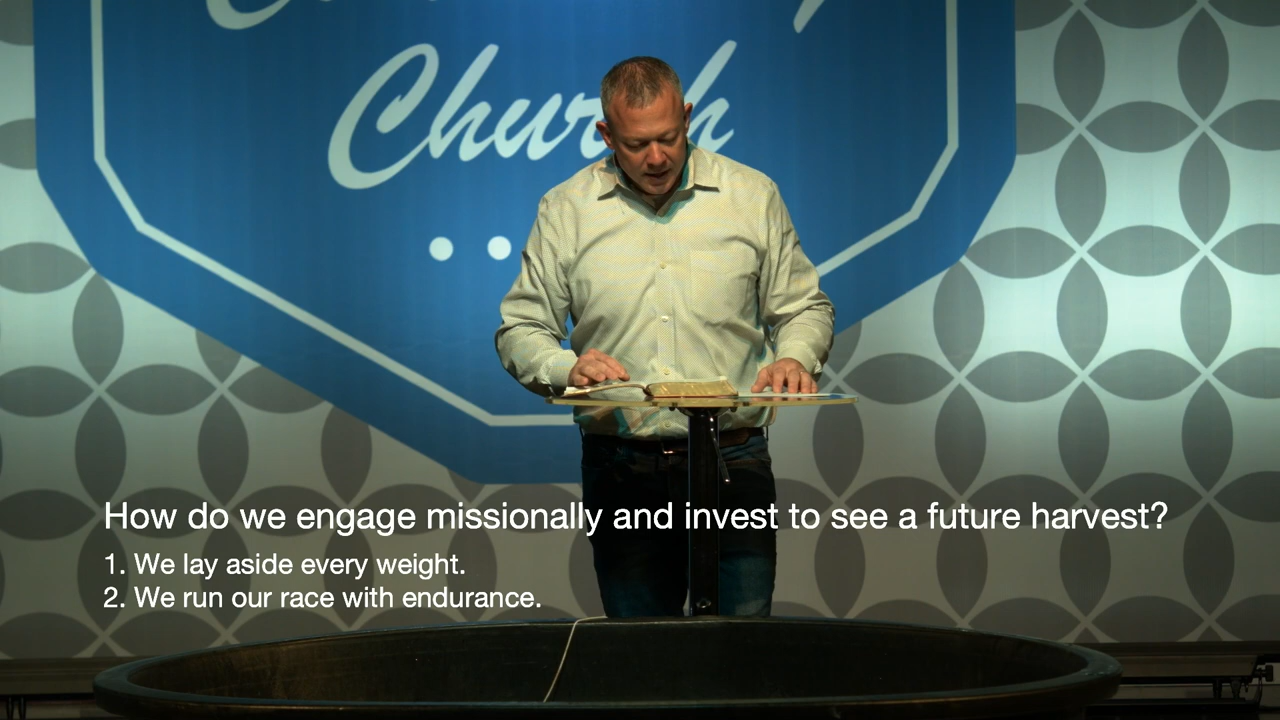 Church
How do we engage missionally and invest to see a future harvest?
1. We lay aside every weight.
2. We run our race with endurance.